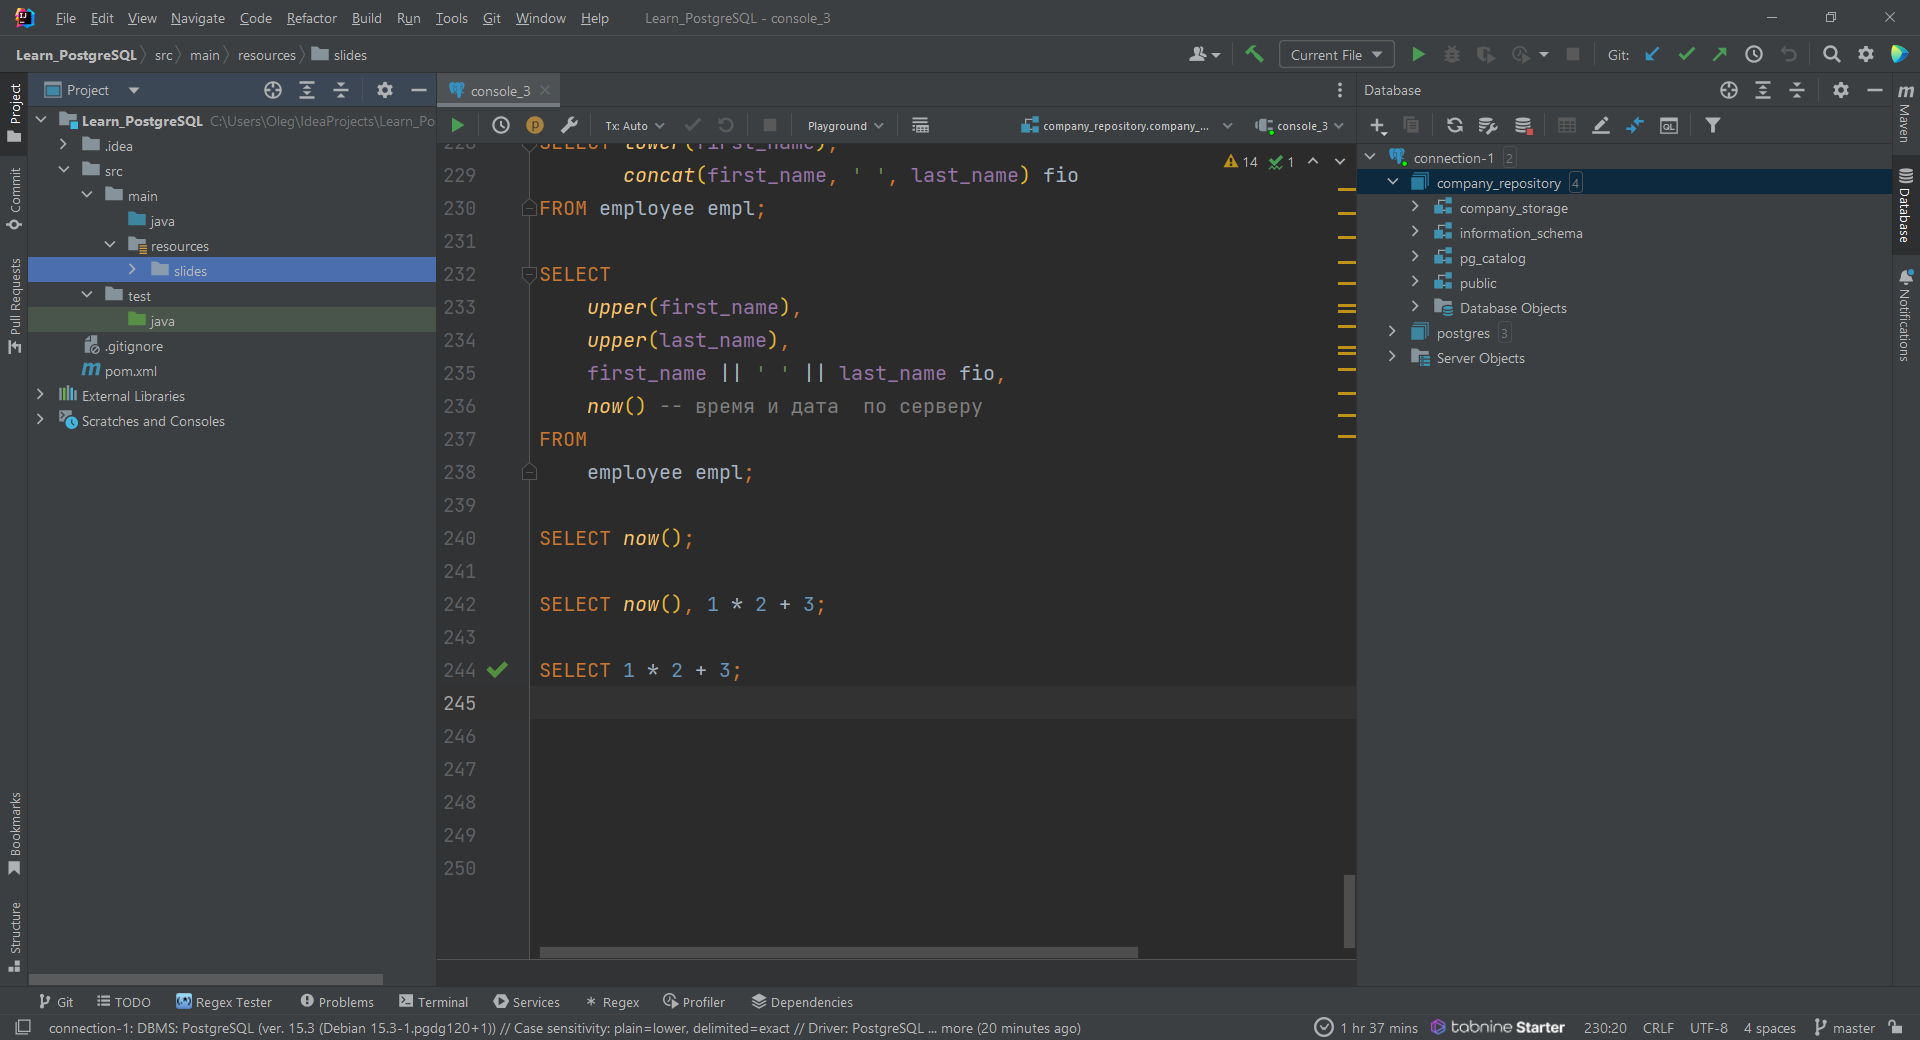 File Edit View Navigate Code Refactor Build Run Tools Git Window Help Learn_PostgreSQL - console_3
Learn_PostgreSQL src main resources slides
Current File
Git:
Project
console_3
Database
Learn_PostgreSQL C:\Users\Oleg\IdeaProjects\Learn_Po
.idea
src
main
java
resources
slides
test
java
.gitignore
pom.xml
External Libraries
Scratches and Consoles
Tx: Auto
Playground
company_repository.company_...
console_3
14
1
228 SELECT lower(first_name),
229 concat(first_name, ' ', last_name) fio
230 FROM employee empl;
231
232 SELECT
233 upper(first_name),
234 upper(last_name),
235 first_name || ' ' || last_name fio,
236 now() -- время и дата  по серверу
237 FROM
238 employee empl;
239
240 SELECT now();
241
242 SELECT now(), 1 * 2 + 3;
243
244 SELECT 1 * 2 + 3;
245
246
247
248
249
250
connection-1 2
company_repository 4
company_storage
information_schema
pg_catalog
public
Database Objects
postgres 3
Server Objects
Project
Commit
Pull Requests
Bookmarks
Structure
Maven
Database
Notifications
Git TODO Regex Tester Problems Terminal Services Regex Profiler Dependencies
connection-1: DBMS: PostgreSQL (ver. 15.3 (Debian 15.3-1.pgdg120+1)) // Case sensitivity: plain=lower, delimited=exact // Driver: PostgreSQL ... more (20 minutes ago)
1 hr 37 mins tabnine Starter 230:20 CRLF UTF-8 4 spaces master